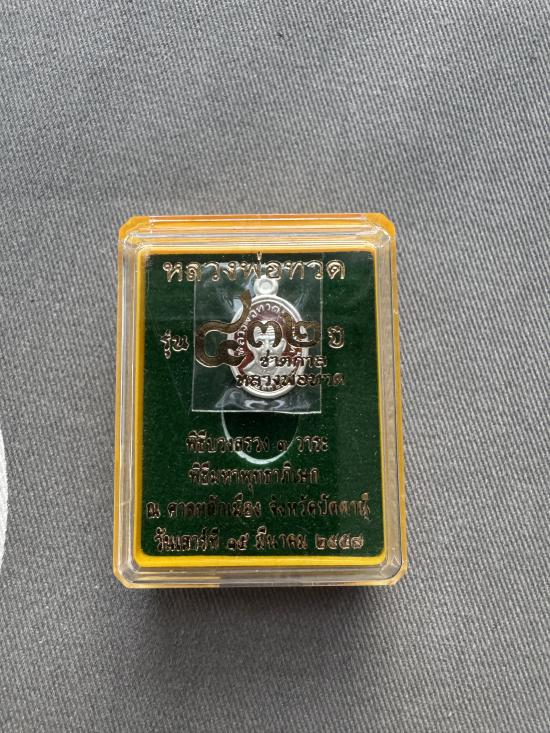 หลวงพ่อทวด
รุ่น ๔๓๒ ปี
ชาตกาล
หลวงพ่อทวด
พิธีบวงสรวง ๓ วาระ
พิธีมหาพุทธาภิเษก
ณ ศาลหลักเมือง จังหวัดปัตตานี
วันเสาร์ที่ ๑๕ มีนาคม ๒๕๕๗